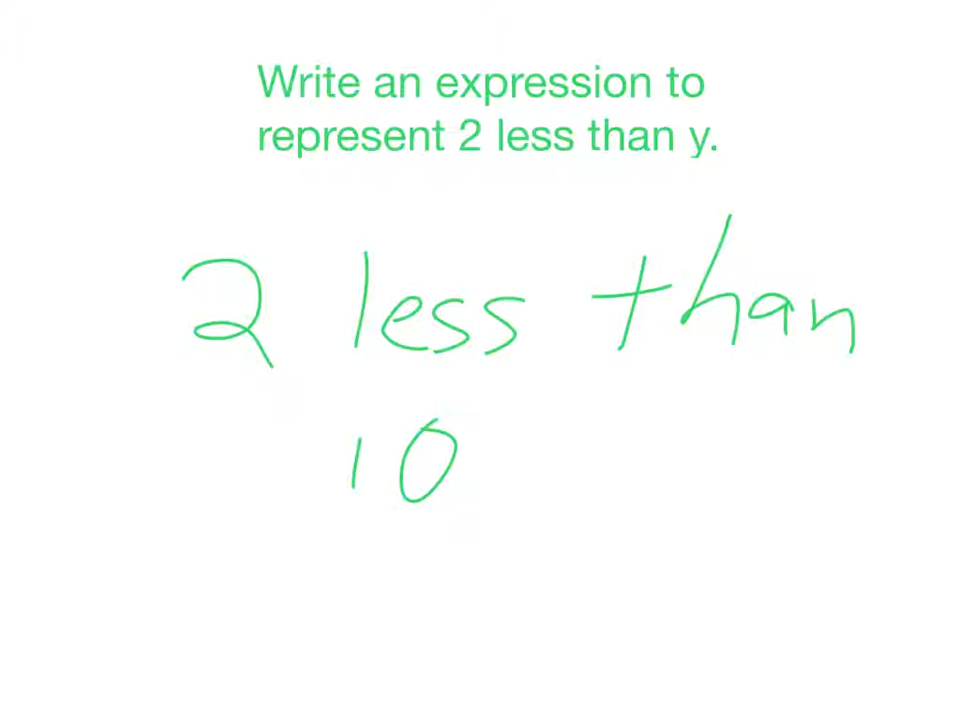 Write an expression to
represent 2 less than y.
2 less than
10